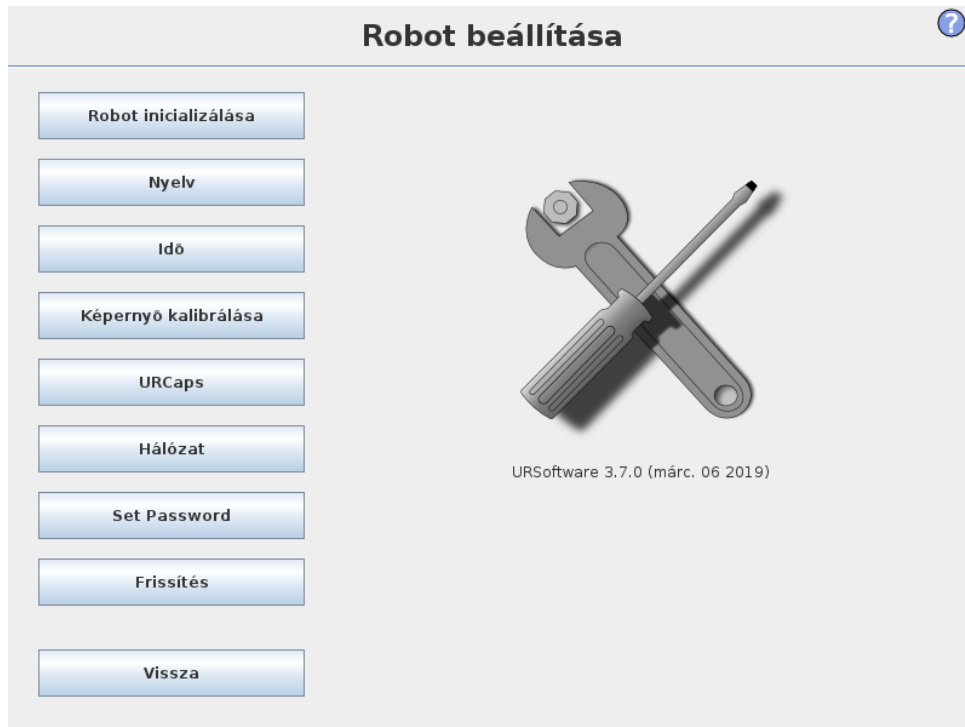 Robot beállítása
?
Robot inicializálása
Nyelv
Idő
Képernyő kalibrálása
URCaps
Hálózat
Set Password
Frissítés
Vissza
URSoftware 3.7.0 (márc. 06 2019)